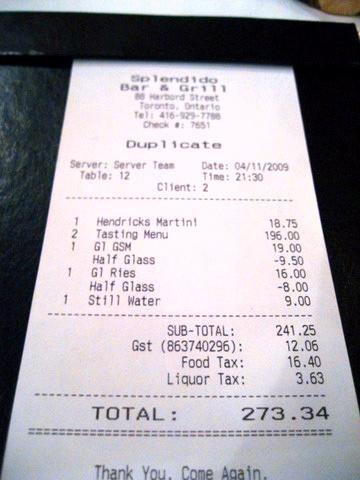 Splendido
Bar & Grill
88 Harbord Street
Toronto, Ontario
Tel: 416-929-7788
Check #: 7651
Duplicate
Server: Server Team Date: 04/11/2009
Table: 12 Time: 21:30
Client: 2
1 Hendricks Martini 18.75
2 Tasting Menu 196.00
1 Gl GSM 19.00
Half Glass -9.50
1 Gl Ries 16.00
Half Glass -8.00
1 Still Water 9.00
SUB-TOTAL: 241.25
Gst (863740296): 12.06
Food Tax: 16.40
Liquor Tax: 3.63
TOTAL: 273.34
Thank You, Come Again.